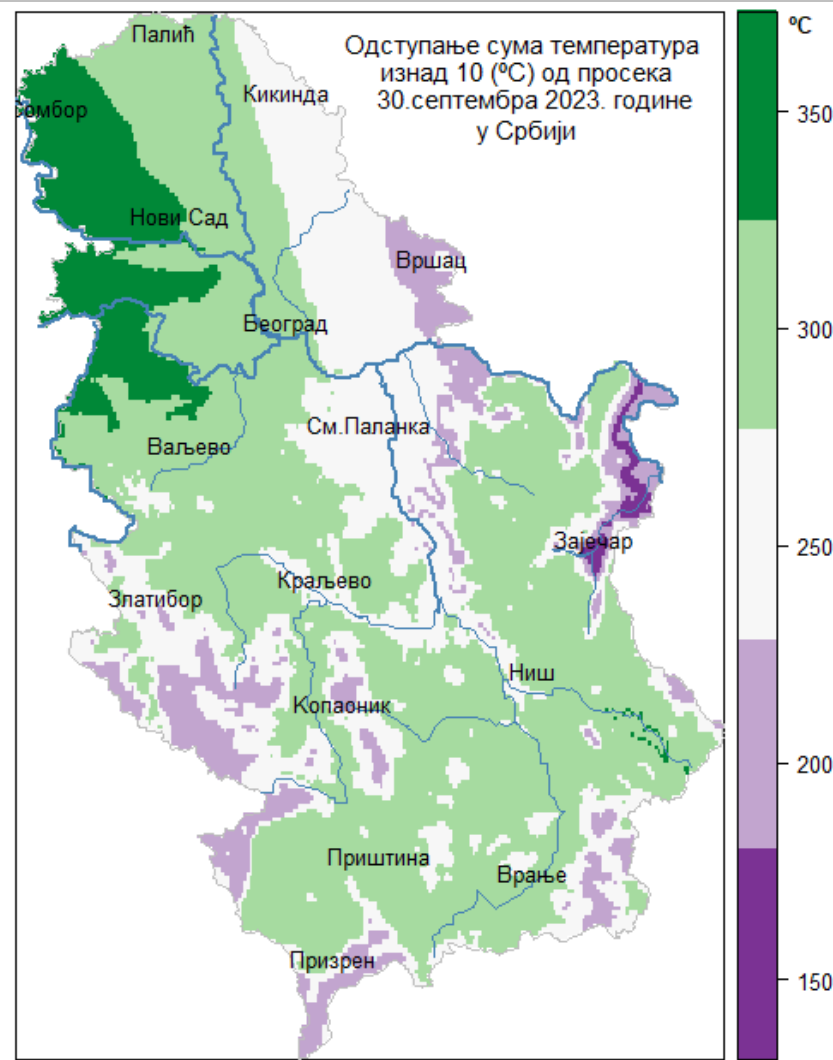 Одступање сума температура
изнад 10 (ºC) од просека
30.септембра 2023. године
у Србији
ºC
350
300
250
200
150
Палић
Кикинда
Сомбор
Нови Сад
Вршац
Београд
См.Паланка
Ваљево
Зајечар
Краљево
Златибор
Ниш
Копаоник
Приштина
Врање
Призрен